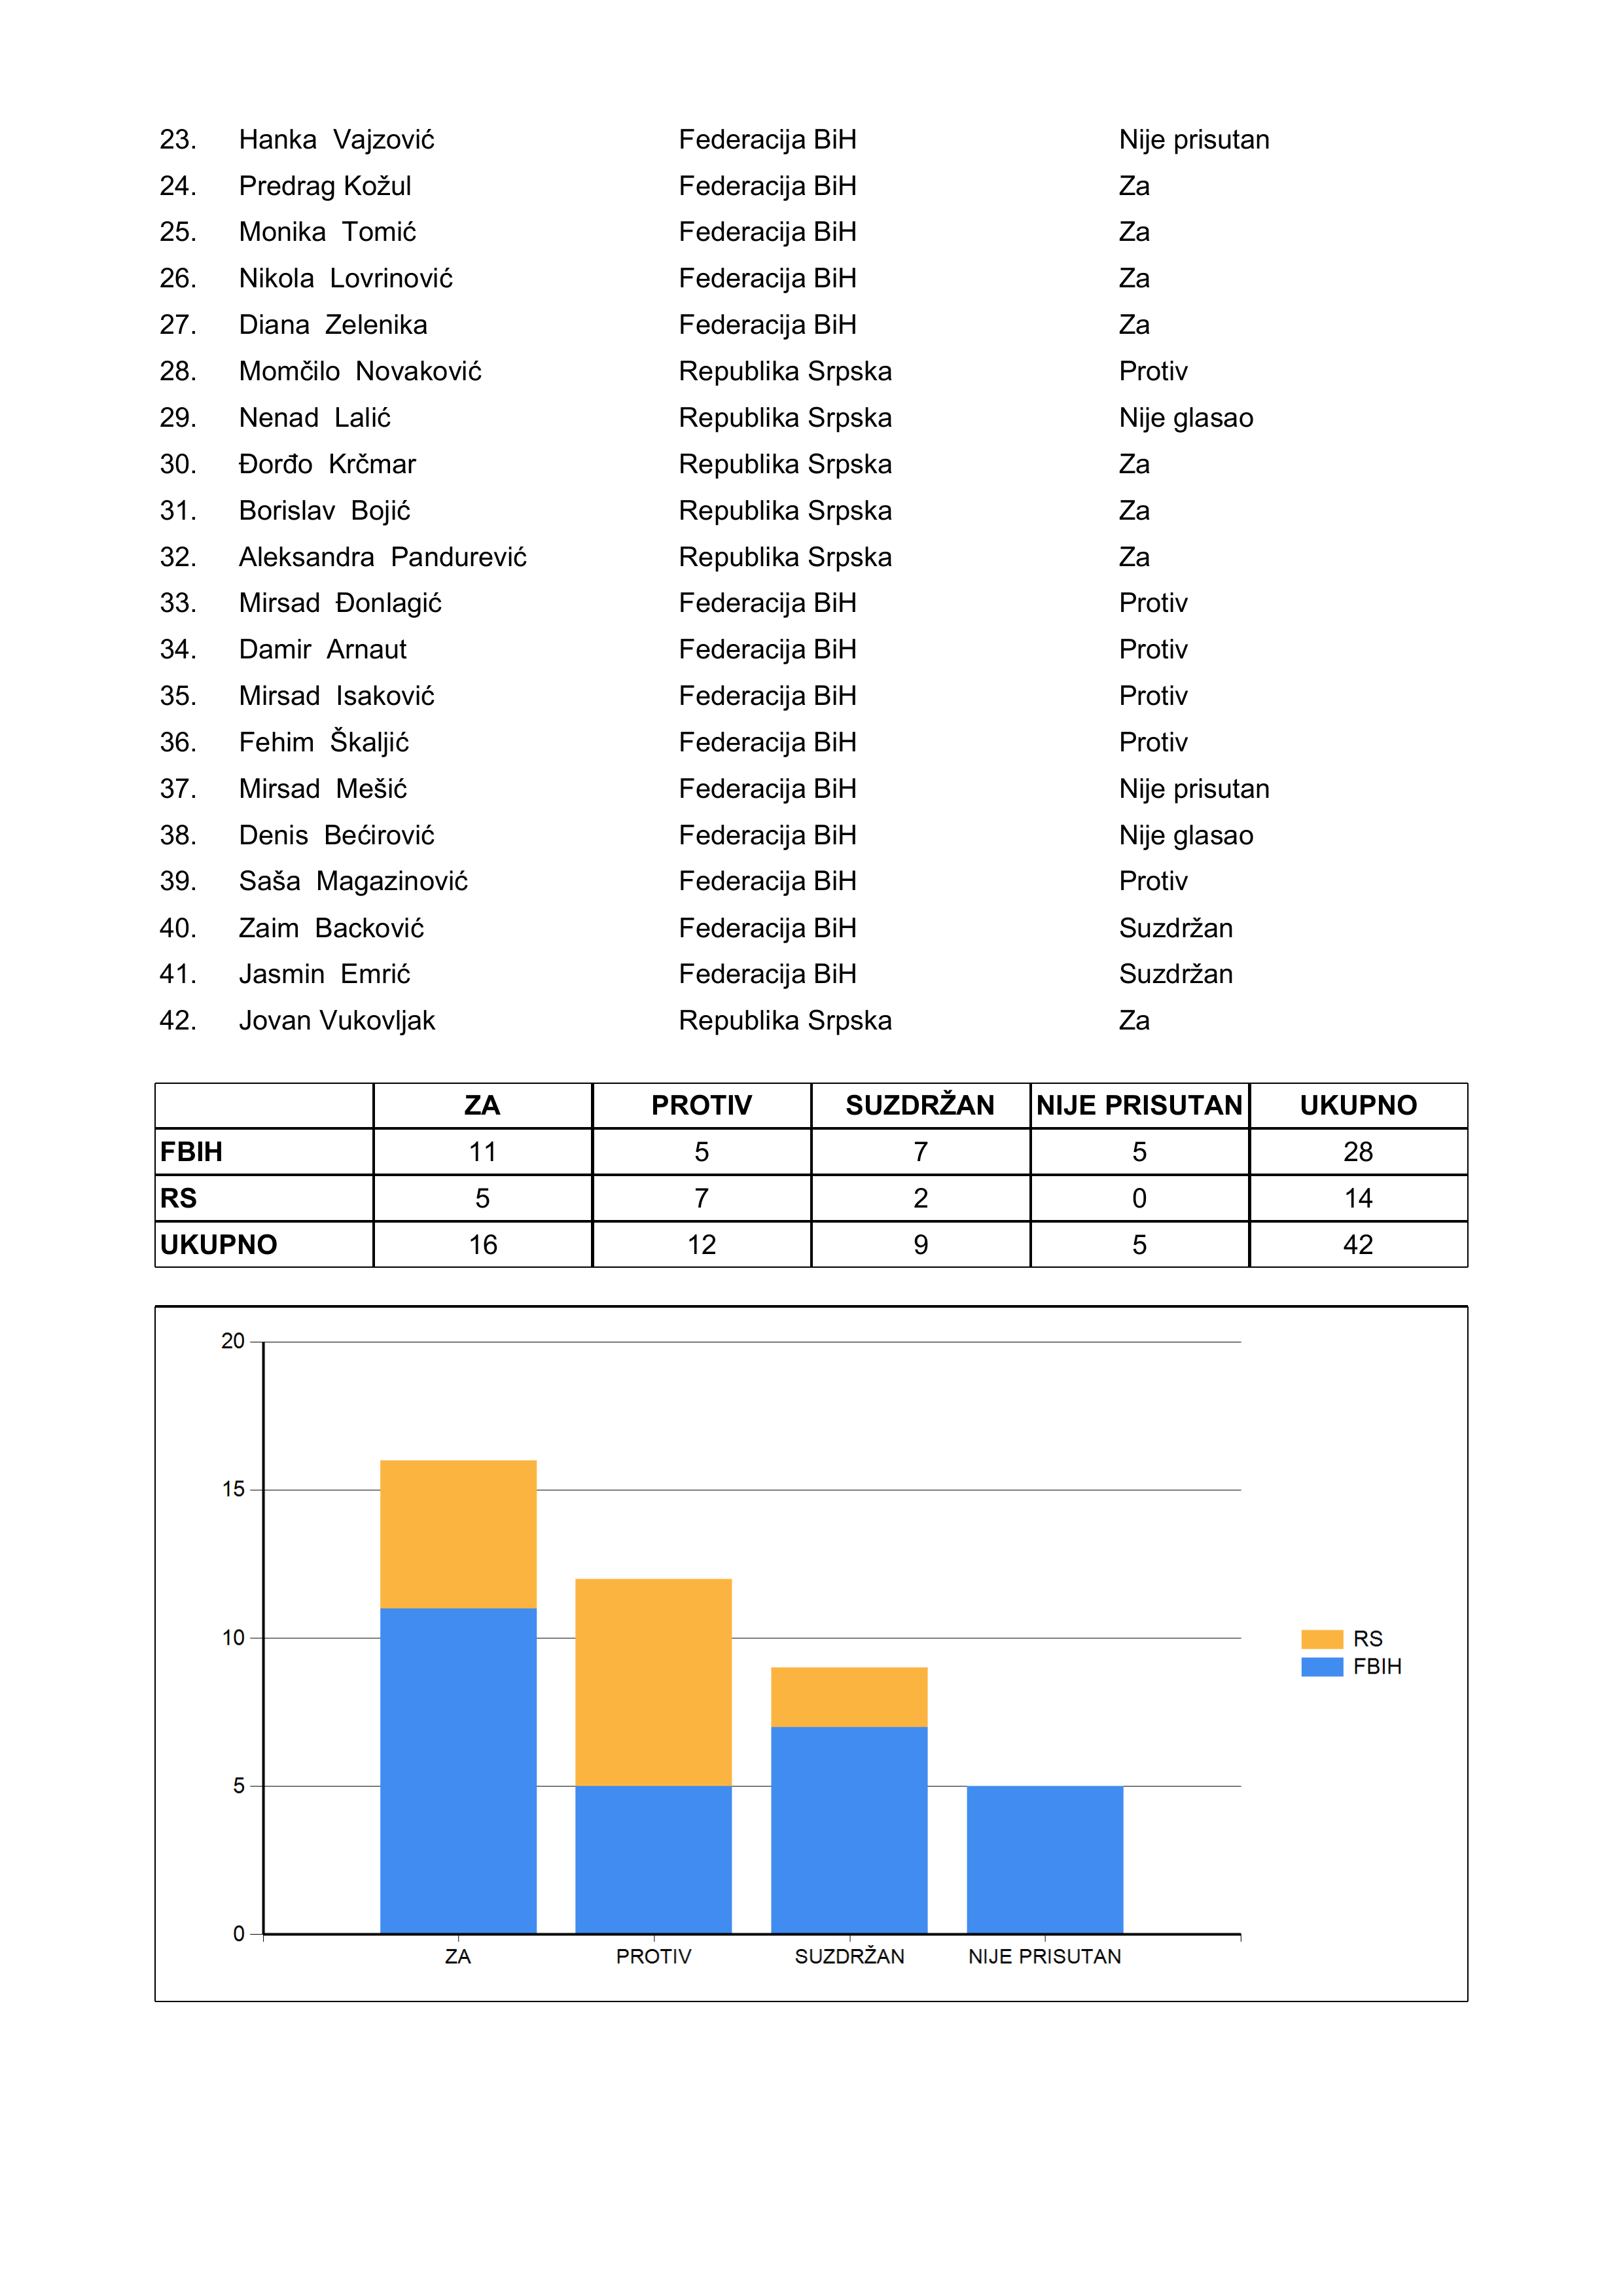 23. Hanka Vajzović Federacija BiH Nije prisutan
24. Predrag Kožul Federacija BiH Za
25. Monika Tomić Federacija BiH Za
26. Nikola Lovrinović Federacija BiH Za
27. Diana Zelenika Federacija BiH Za
28. Momčilo Novaković Republika Srpska Protiv
29. Nenad Lalić Republika Srpska Nije glasao
30. Đorđo Krčmar Republika Srpska Za
31. Borislav Bojić Republika Srpska Za
32. Aleksandra Pandurević Republika Srpska Za
33. Mirsad Đonlagić Federacija BiH Protiv
34. Damir Arnaut Federacija BiH Protiv
35. Mirsad Isaković Federacija BiH Protiv
36. Fehim Škaljić Federacija BiH Protiv
37. Mirsad Mešić Federacija BiH Nije prisutan
38. Denis Bećirović Federacija BiH Nije glasao
39. Saša Magazinović Federacija BiH Protiv
40. Zaim Backović Federacija BiH Suzdržan
41. Jasmin Emrić Federacija BiH Suzdržan
42. Jovan Vukovljak Republika Srpska Za
ZA PROTIV SUZDRŽAN NIJE PRISUTAN UKUPNO
FBIH 11 5 7 5 28
RS 5 7 2 0 14
UKUPNO 16 12 9 5 42
20
15
10
5
0
ZA PROTIV SUZDRŽAN NIJE PRISUTAN
RS
FBIH